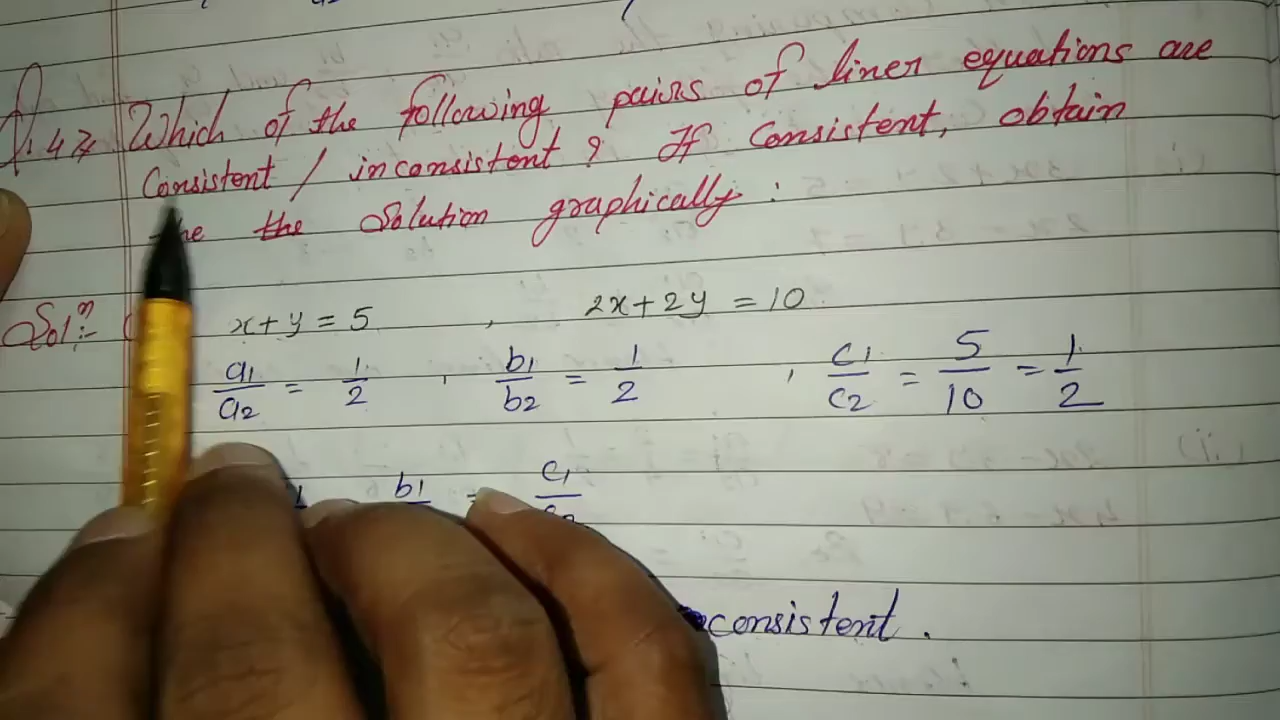 Q.4> Which of the following pairs of liner equations are
Consistent / inconsistent ? If Consistent, obtain
the the Solution graphically :
Solⁿ:- ( x+y = 5 , 2x+2y = 10
a1/a2 = 1/2 , b1/b2 = 1/2 , c1/c2 = 5/10 = 1/2
b1 = c1
consistent .